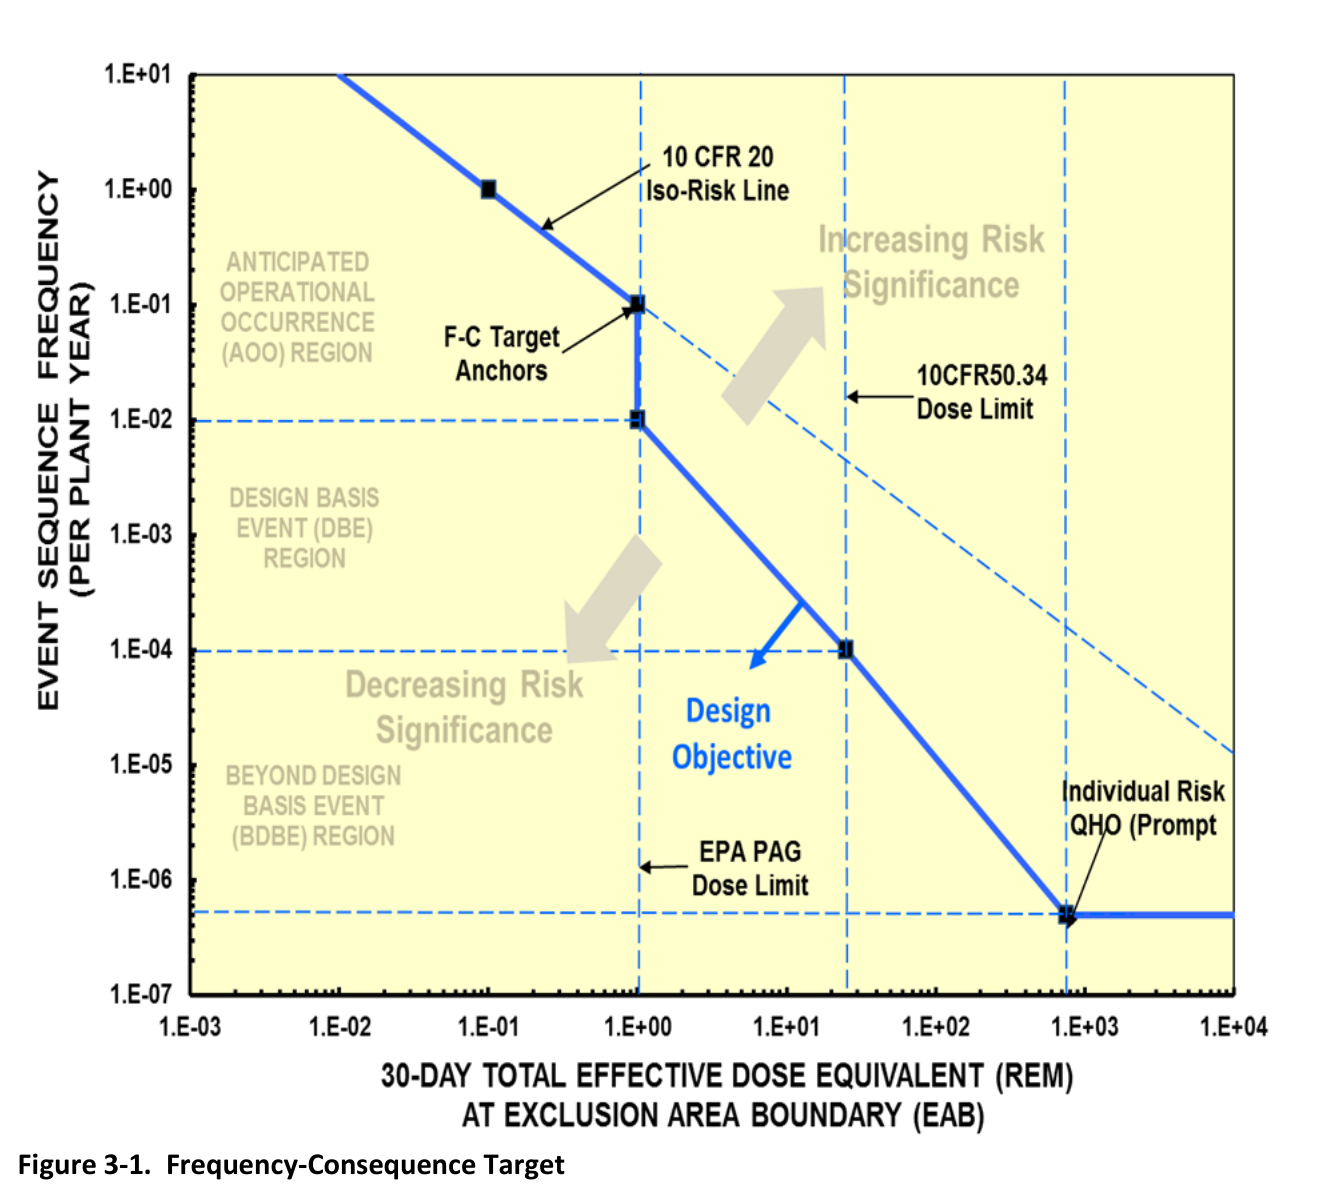 1.E+01
1.E+00
1.E-01
1.E-02
1.E-03
1.E-04
1.E-05
1.E-06
1.E-07
EVENT SEQUENCE FREQUENCY
(PER PLANT YEAR)
10 CFR 20
Iso-Risk Line
Increasing Risk
Significance
ANTICIPATED
OPERATIONAL
OCCURRENCE
(AOO) REGION
F-C Target
Anchors
10CFR50.34
Dose Limit
DESIGN BASIS
EVENT (DBE)
REGION
Decreasing Risk
Significance
Design
Objective
BEYOND DESIGN
BASIS EVENT
(BDBE) REGION
Individual Risk
QHO (Prompt
EPA PAG
Dose Limit
1.E-03 1.E-02 1.E-01 1.E+00 1.E+01 1.E+02 1.E+03 1.E+04
30-DAY TOTAL EFFECTIVE DOSE EQUIVALENT (REM)
AT EXCLUSION AREA BOUNDARY (EAB)
Figure 3-1. Frequency-Consequence Target